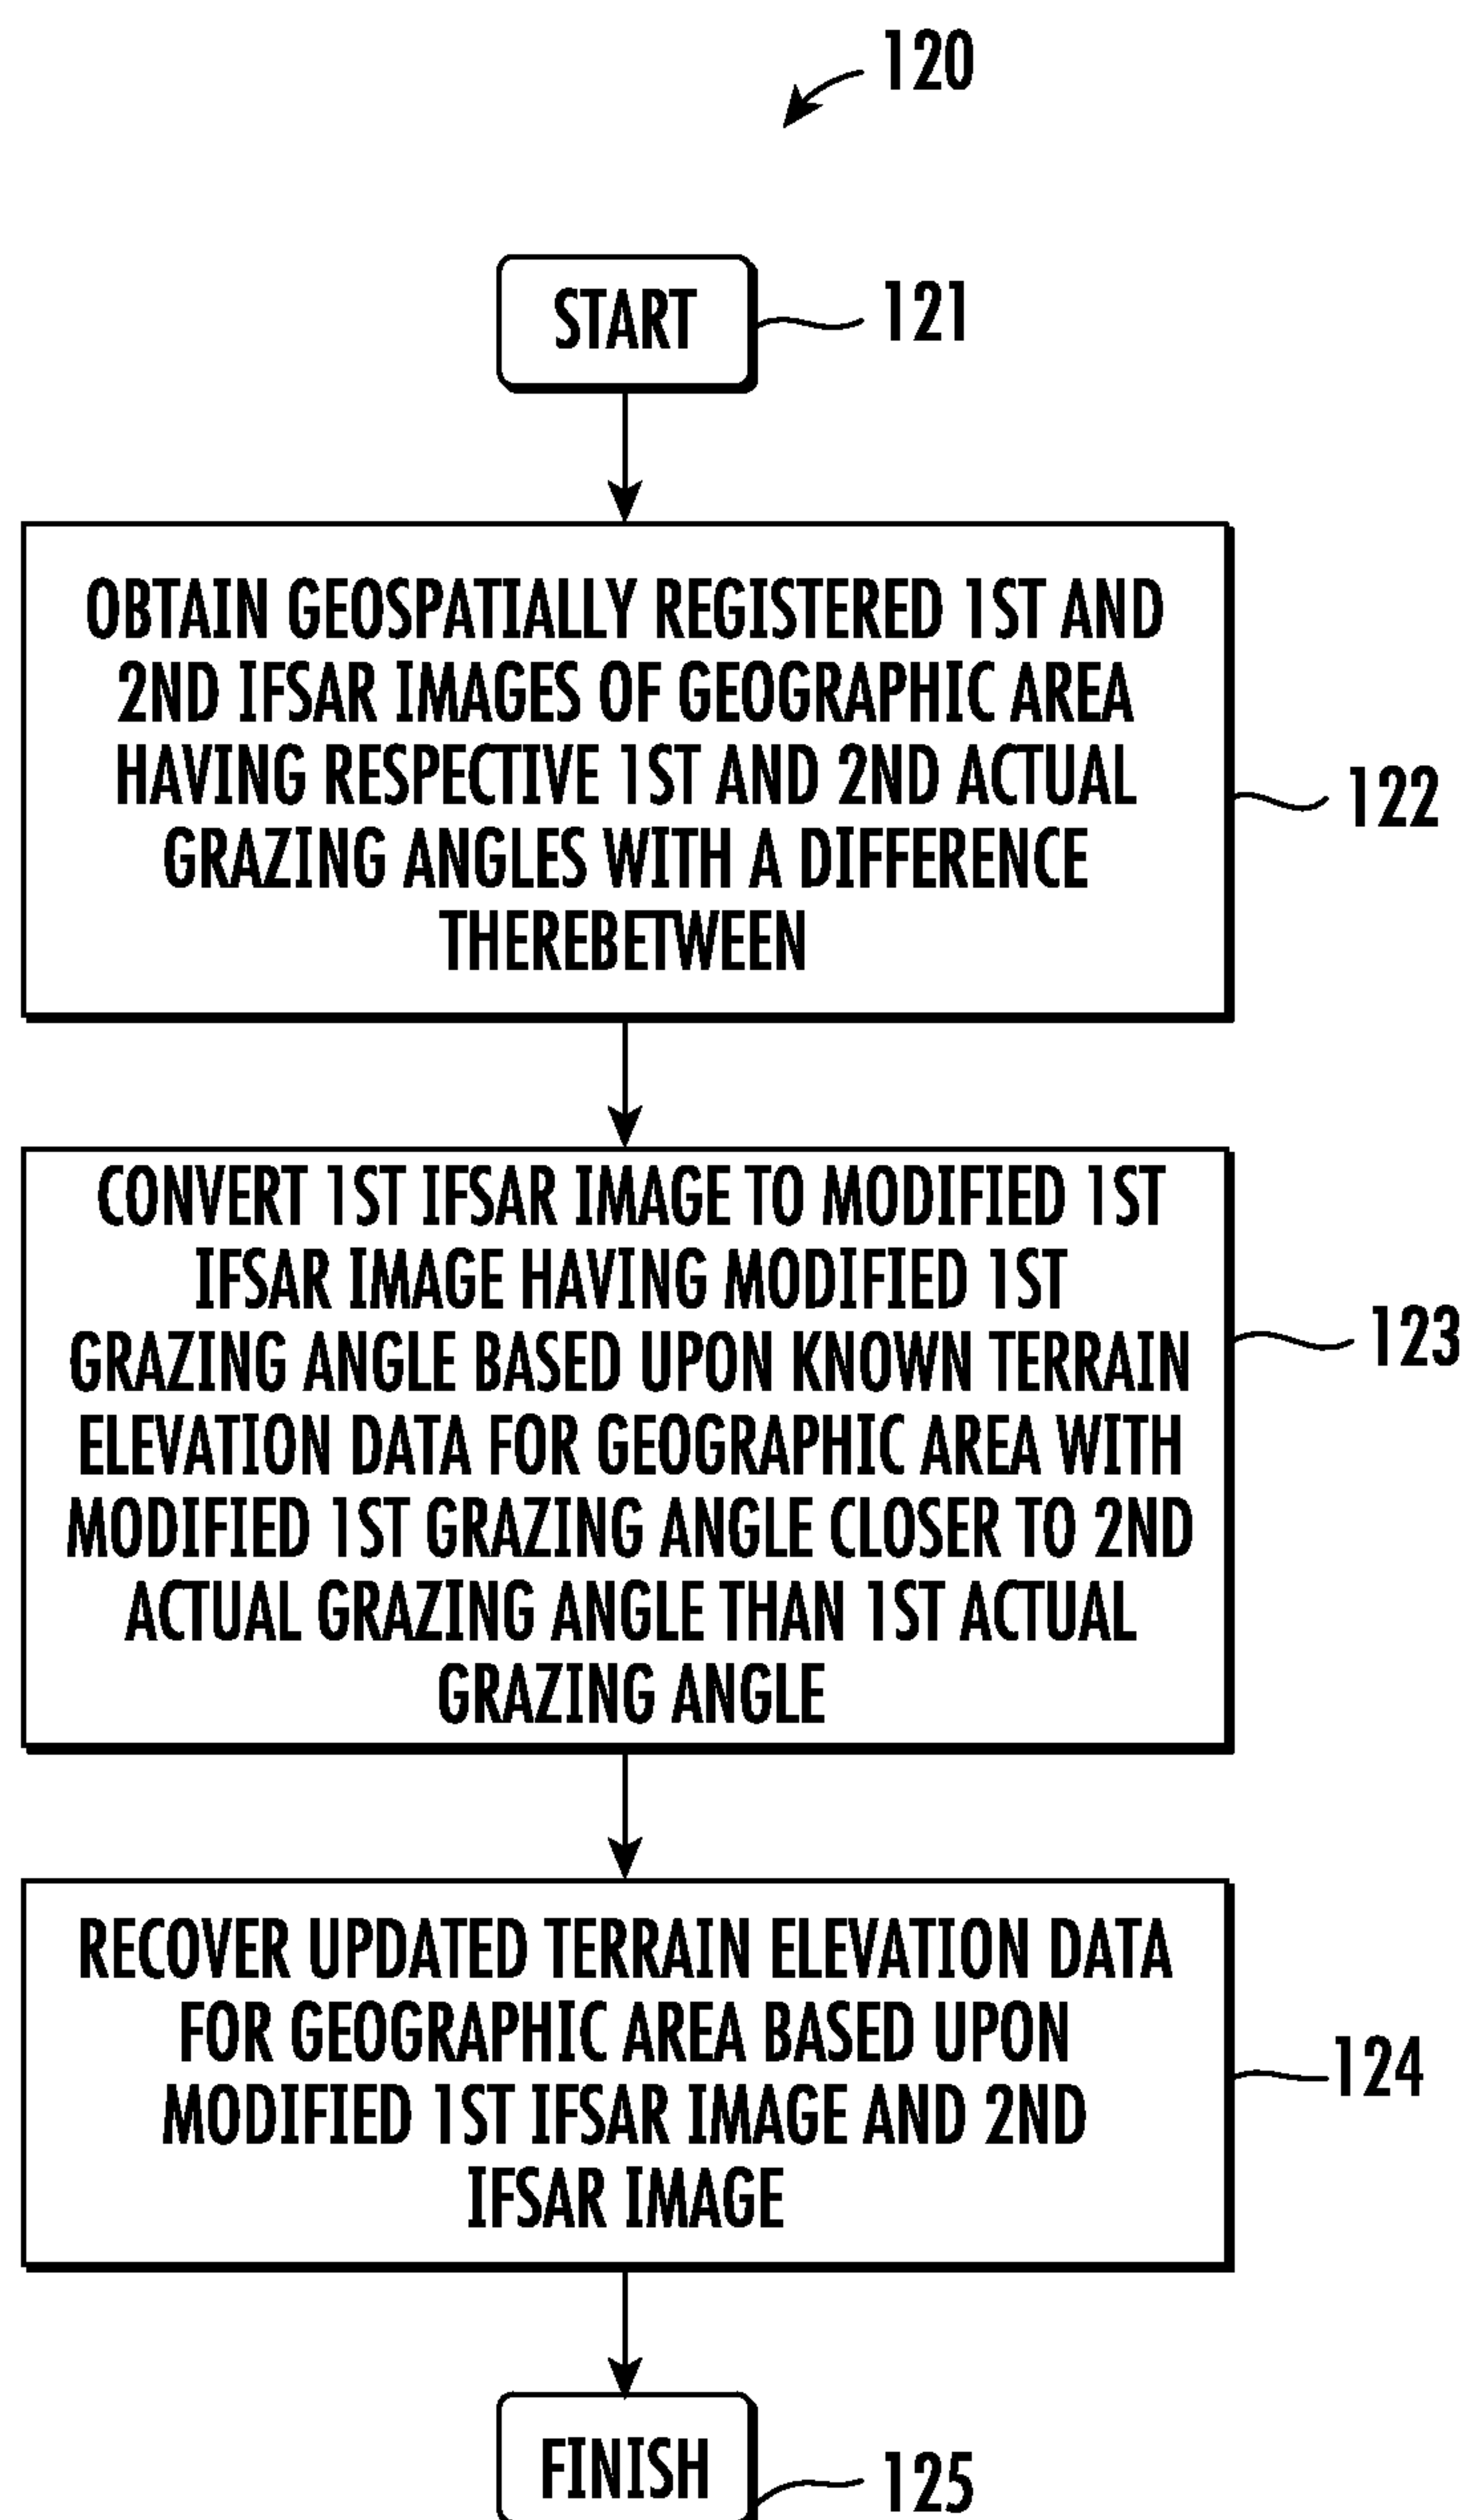 120
START
121
OBTAIN GEOSPATIALLY REGISTERED 1ST AND
2ND IFSAR IMAGES OF GEOGRAPHIC AREA
HAVING RESPECTIVE 1ST AND 2ND ACTUAL
GRAZING ANGLES WITH A DIFFERENCE
THEREBETWEEN
122
CONVERT 1ST IFSAR IMAGE TO MODIFIED 1ST
IFSAR IMAGE HAVING MODIFIED 1ST
GRAZING ANGLE BASED UPON KNOWN TERRAIN
ELEVATION DATA FOR GEOGRAPHIC AREA WITH
MODIFIED 1ST GRAZING ANGLE CLOSER TO 2ND
ACTUAL GRAZING ANGLE THAN 1ST ACTUAL
GRAZING ANGLE
123
RECOVER UPDATED TERRAIN ELEVATION DATA
FOR GEOGRAPHIC AREA BASED UPON
MODIFIED 1ST IFSAR IMAGE AND 2ND
IFSAR IMAGE
124
FINISH
125